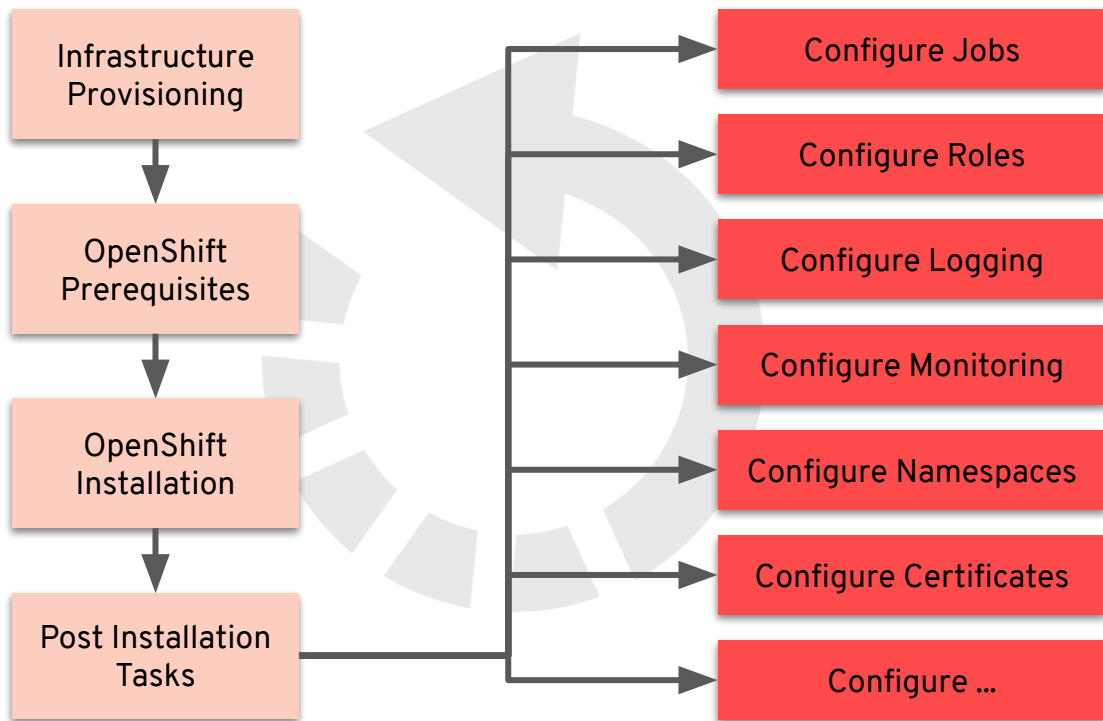 Infrastructure
Provisioning
OpenShift
Prerequisites
OpenShift
Installation
Post Installation
Tasks
Configure Jobs
Configure Roles
Configure Logging
Configure Monitoring
Configure Namespaces
Configure Certificates
Configure ...